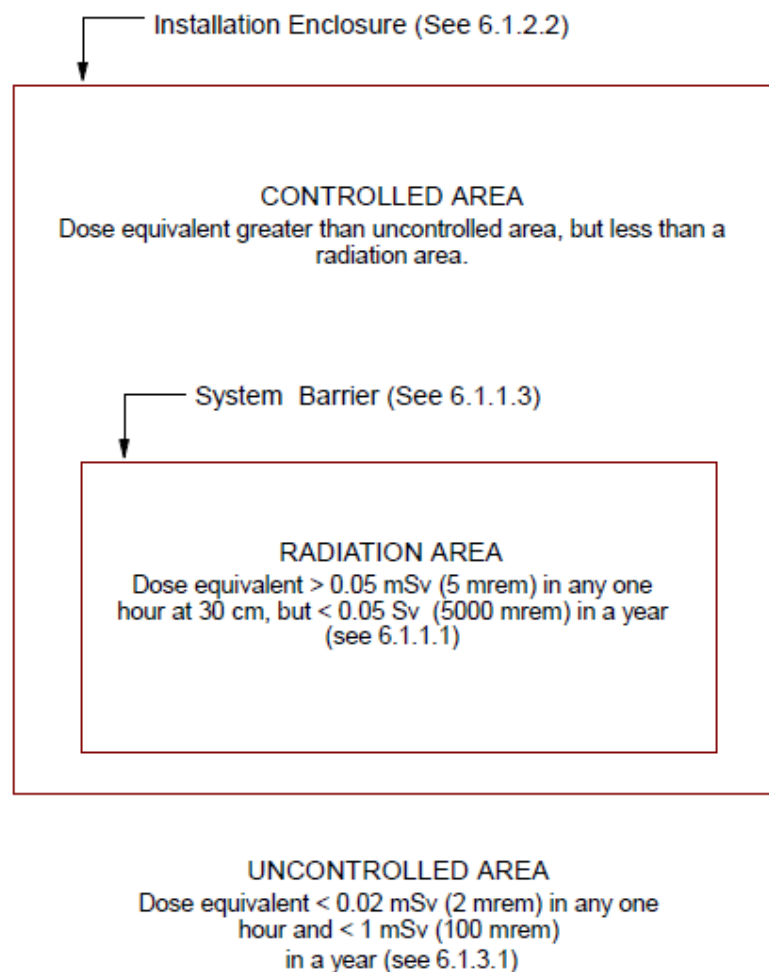 Installation Enclosure (See 6.1.2.2)
CONTROLLED AREA
Dose equivalent greater than uncontrolled area, but less than a
radiation area.
System Barrier (See 6.1.1.3)
RADIATION AREA
Dose equivalent > 0.05 mSv (5 mrem) in any one
hour at 30 cm, but < 0.05 Sv (5000 mrem) in a year
(see 6.1.1.1)
UNCONTROLLED AREA
Dose equivalent < 0.02 mSv (2 mrem) in any one
hour and < 1 mSv (100 mrem)
in a year (see 6.1.3.1)